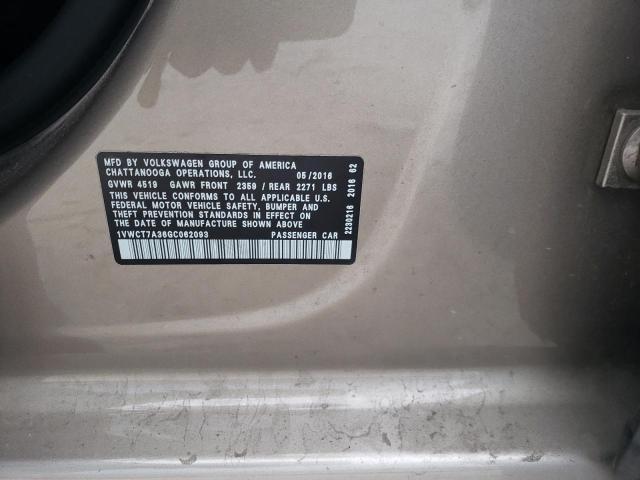 MFD BY VOLKSWAGEN GROUP OF AMERICA
CHATTANOOGA OPERATIONS, LLC. 05/2016
GVWR 4519 GAWR FRONT 2359 / REAR 2271 LBS
THIS VEHICLE CONFORMS TO ALL APPLICABLE U.S.
FEDERAL MOTOR VEHICLE SAFETY, BUMPER AND
THEFT PREVENTION STANDARDS IN EFFECT ON
THE DATE OF MANUFACTURE SHOWN ABOVE
1VWCT7A36GC062093 PASSENGER CAR
2230216 2016 62